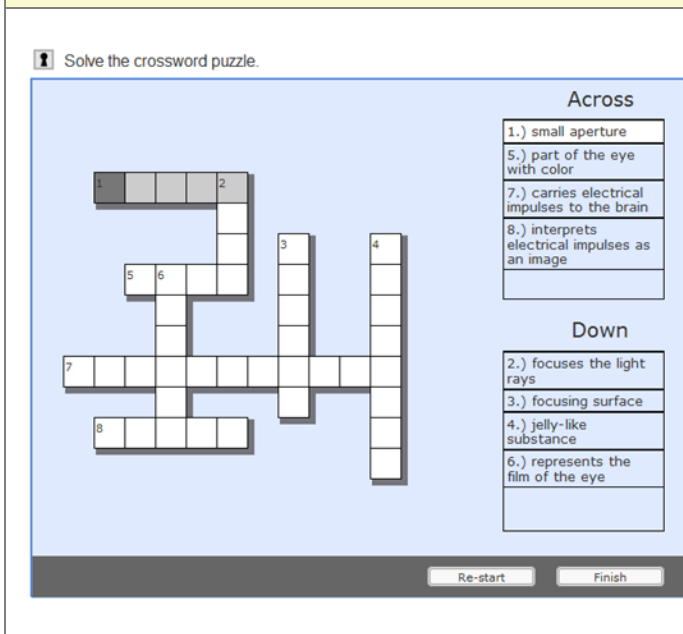 Solve the crossword puzzle.
Across
1.) small aperture
5.) part of the eye
with color
7.) carries electrical
impulses to the brain
8.) interprets
electrical impulses as
an image
1
2
3
4
5 6
7
8
Down
2.) focuses the light
rays
3.) focusing surface
4.) jelly-like
substance
6.) represents the
film of the eye
Re-start Finish